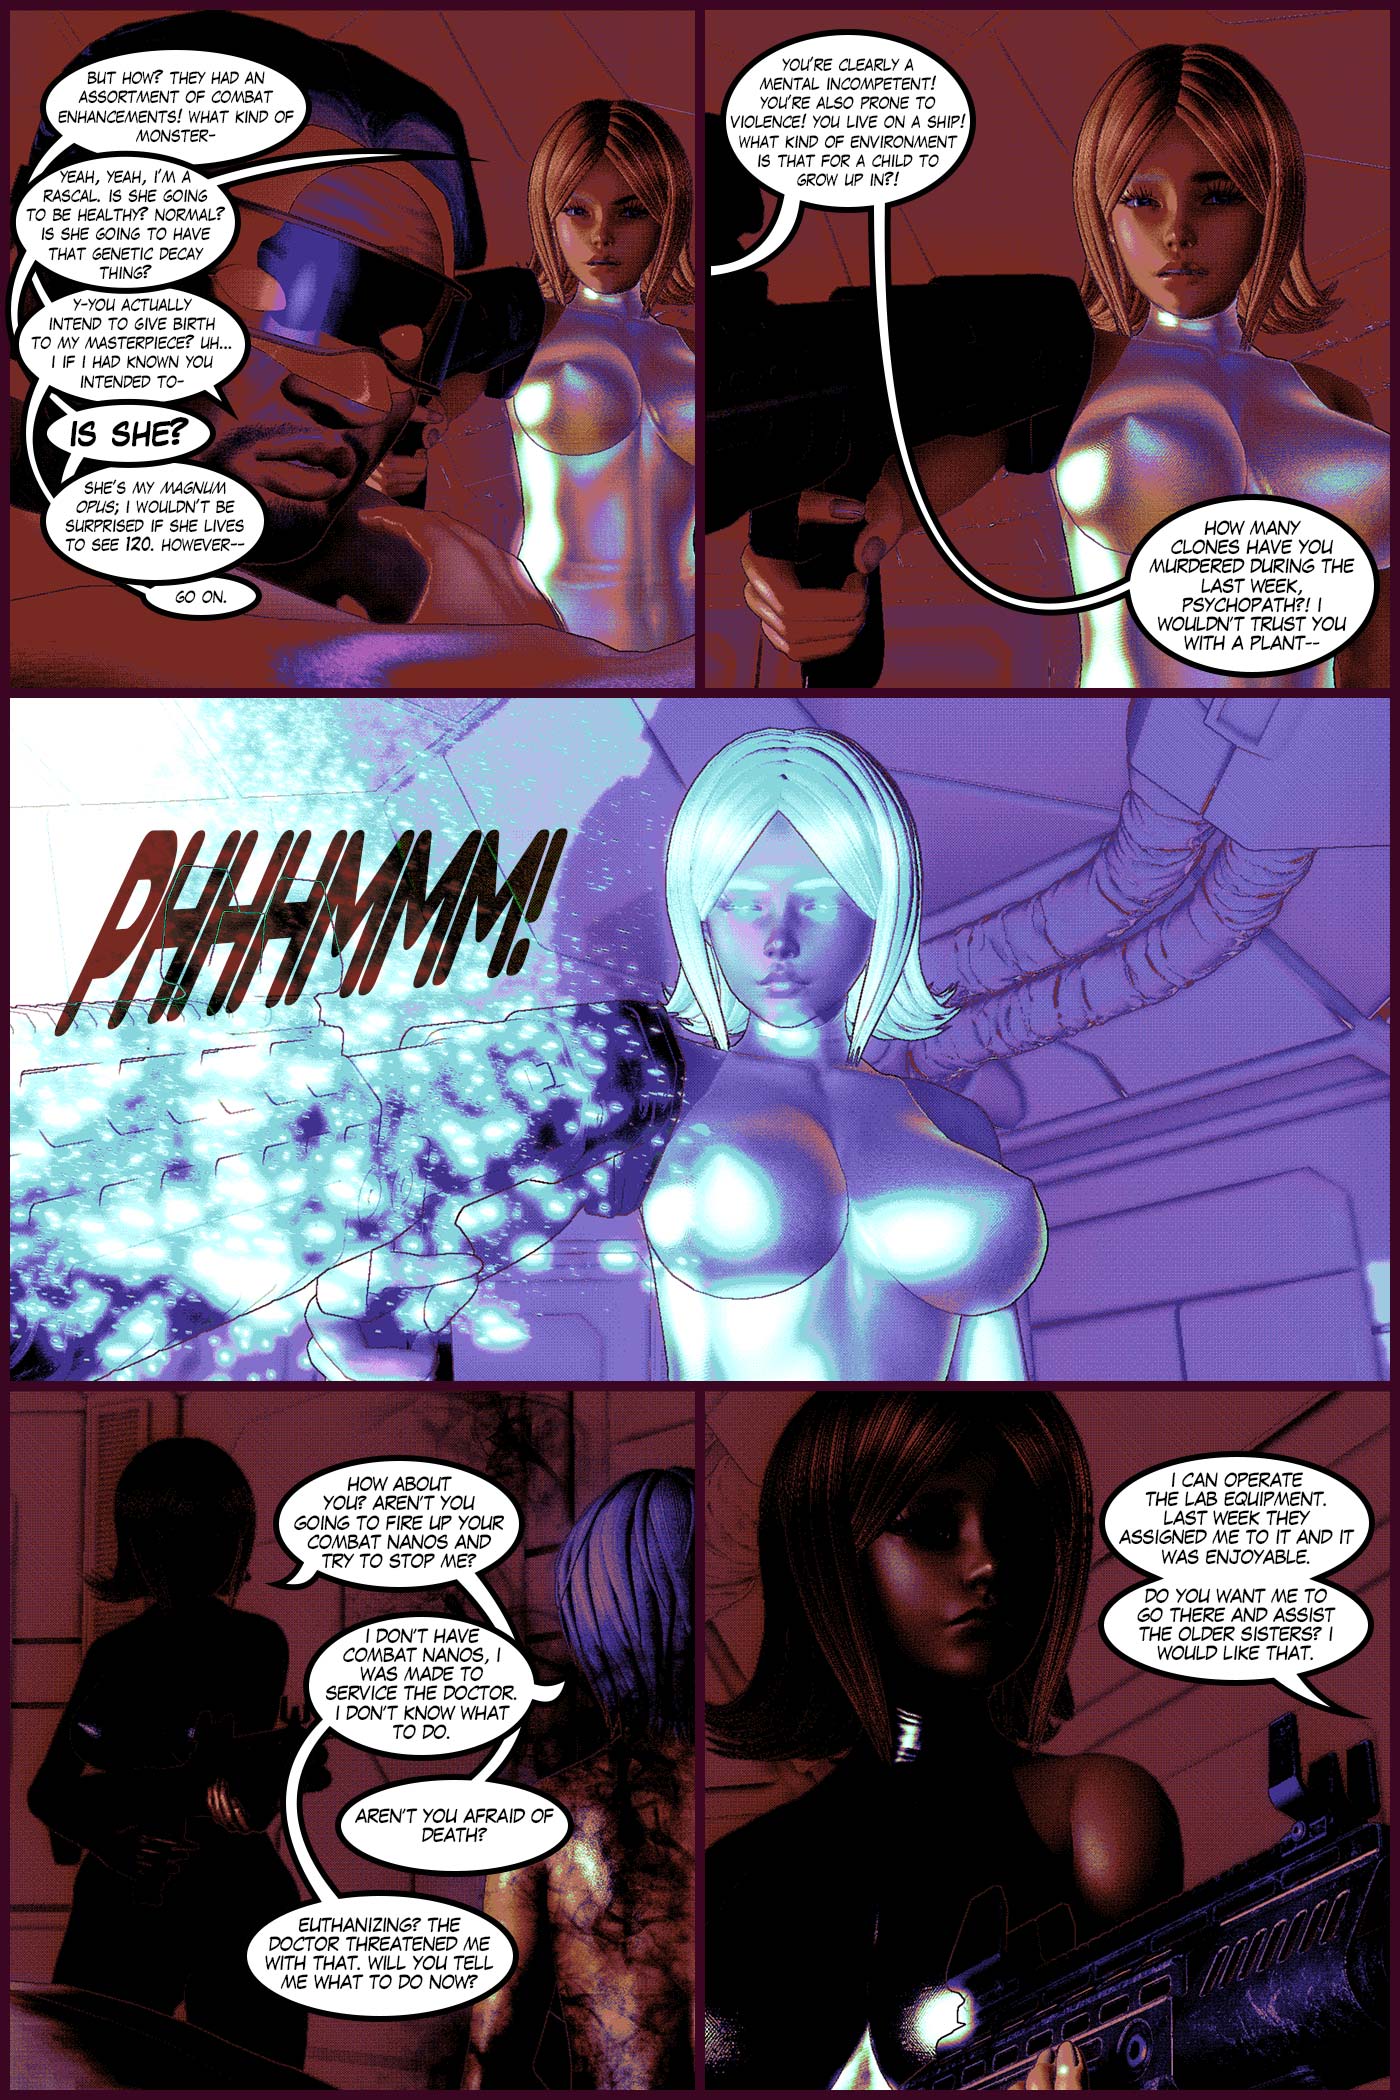 BUT HOW? THEY HAD AN
ASSORTMENT OF COMBAT
ENHANCEMENTS! WHAT KIND OF
MONSTER-
YEAH, YEAH, I'M A
RASCAL. IS SHE GOING
TO BE HEALTHY? NORMAL?
IS SHE GOING TO HAVE
THAT GENETIC DECAY
THING?
Y-YOU ACTUALLY
INTEND TO GIVE BIRTH
TO MY MASTERPIECE? UH...
I IF I HAD KNOWN YOU
INTENDED TO-
IS SHE?
SHE'S MY MAGNUM
OPUS; I WOULDN'T BE
SURPRISED IF SHE LIVES
TO SEE 120. HOWEVER--
GO ON.
YOU'RE CLEARLY A
MENTAL INCOMPETENT!
YOU'RE ALSO PRONE TO
VIOLENCE! YOU LIVE ON A SHIP!
WHAT KIND OF ENVIRONMENT
IS THAT FOR A CHILD TO
GROW UP IN?!
HOW MANY
CLONES HAVE YOU
MURDERED DURING THE
LAST WEEK,
PSYCHOPATH?! I
WOULDN'T TRUST YOU
WITH A PLANT--
PHHHMMM!
HOW ABOUT
YOU? AREN'T YOU
GOING TO FIRE UP YOUR
COMBAT NANOS AND
TRY TO STOP ME?
I DON'T HAVE
COMBAT NANOS, I
WAS MADE TO
SERVICE THE DOCTOR.
I DON'T KNOW WHAT
TO DO.
AREN'T YOU AFRAID OF
DEATH?
EUTHANIZING? THE
DOCTOR THREATENED ME
WITH THAT. WILL YOU TELL
ME WHAT TO DO NOW?
I CAN OPERATE
THE LAB EQUIPMENT.
LAST WEEK THEY
ASSIGNED ME TO IT AND IT
WAS ENJOYABLE.
DO YOU WANT ME TO
GO THERE AND ASSIST
THE OLDER SISTERS? I
WOULD LIKE THAT.